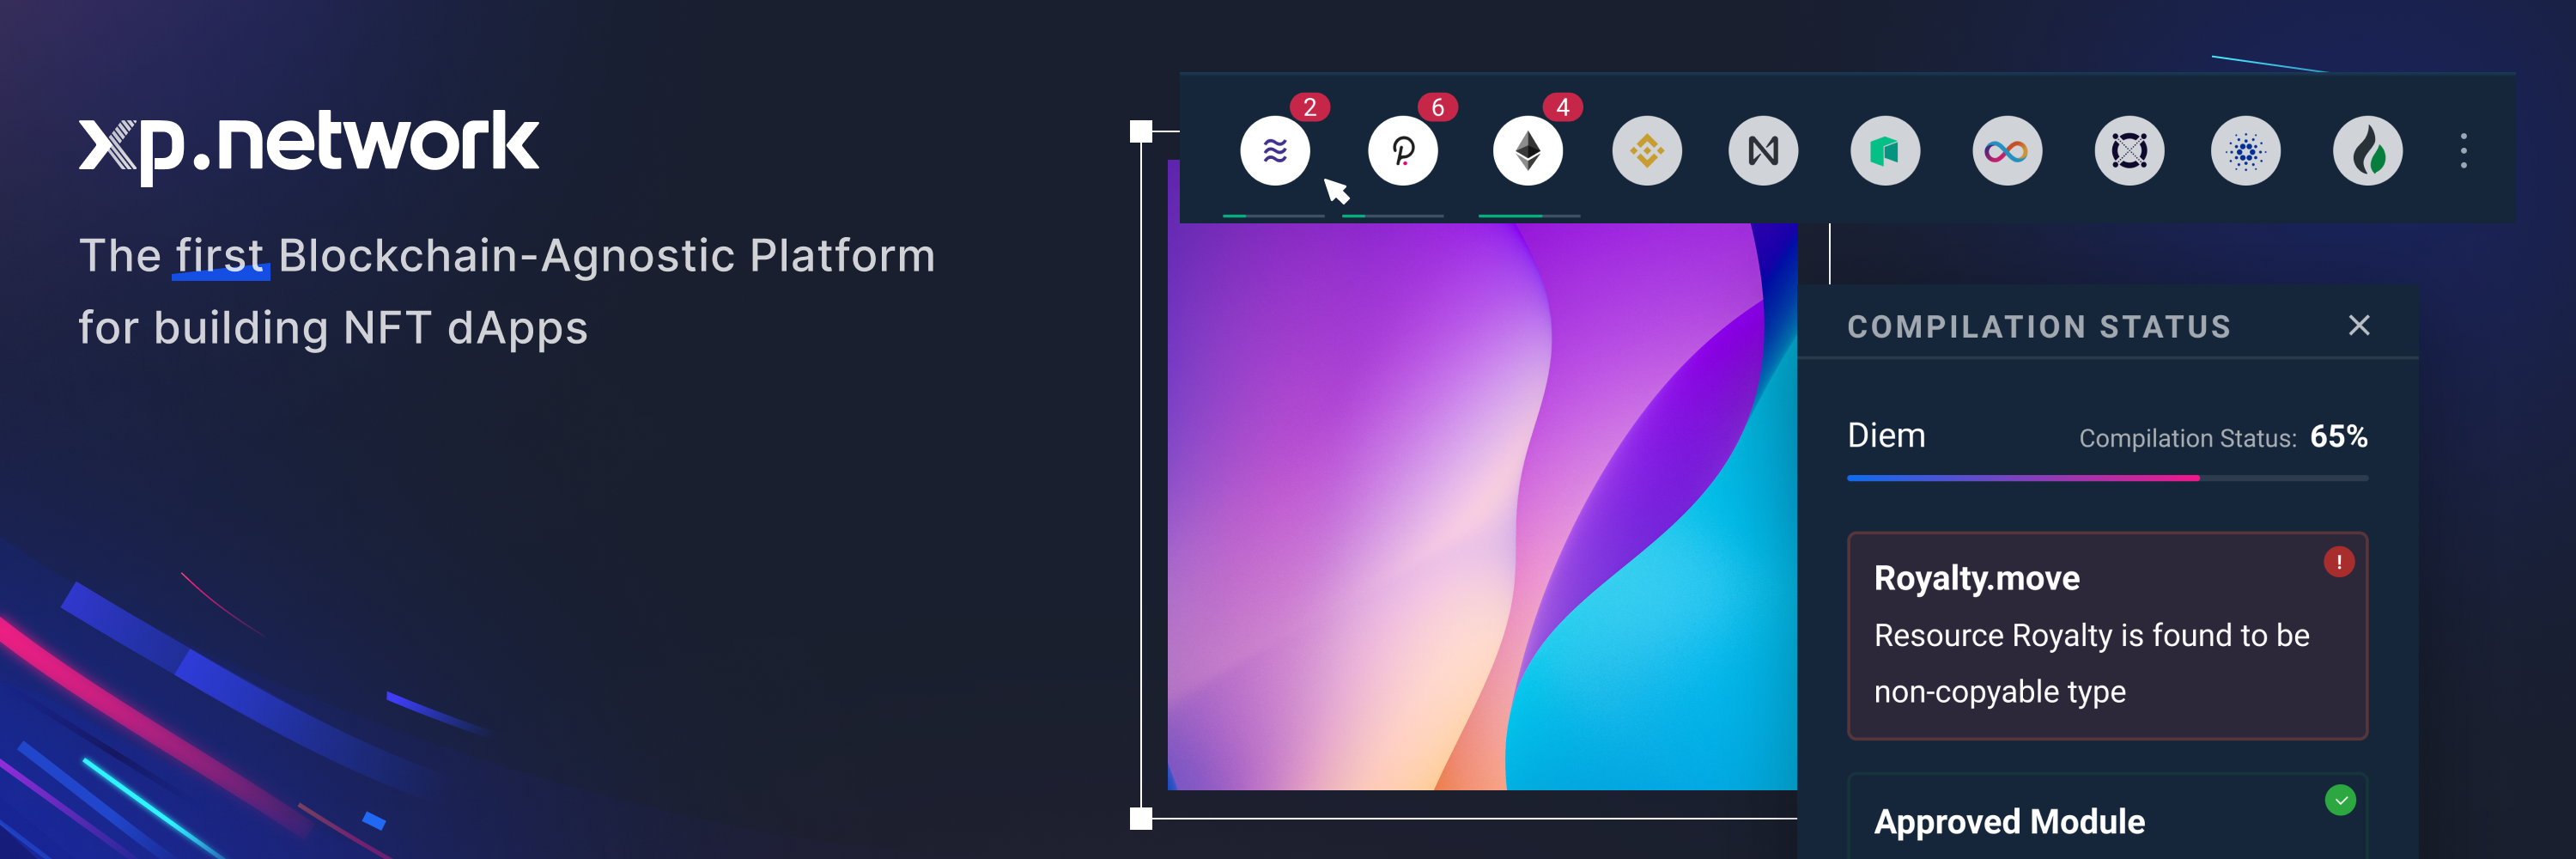 xp.network
The first Blockchain-Agnostic Platform
for building NFT dApps
2
6
4
COMPILATION STATUS
Diem
Compilation Status: 65%
Royalty.move
Resource Royalty is found to be
non-copyable type
Approved Module